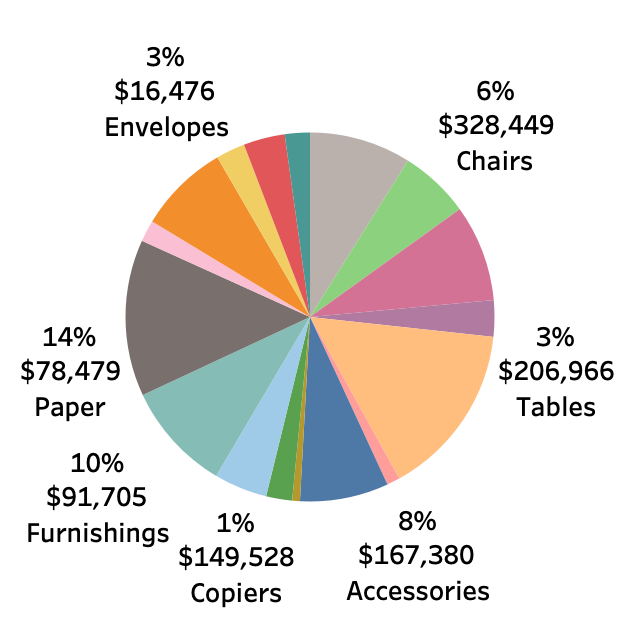 3%
$16,476
Envelopes
6%
$328,449
Chairs
3%
$206,966
Tables
14%
$78,479
Paper
10%
$91,705
Furnishings
1%
$149,528
Copiers
8%
$167,380
Accessories